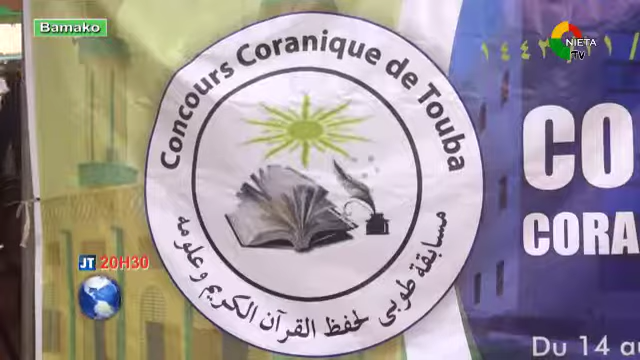 Bamako
NIETA
TV
Concours Coranique de Touba
مسابقة طوبى لحفظ القرآن الكريم وعلومه
CO
CORA
Du 14 au
JT 20H30